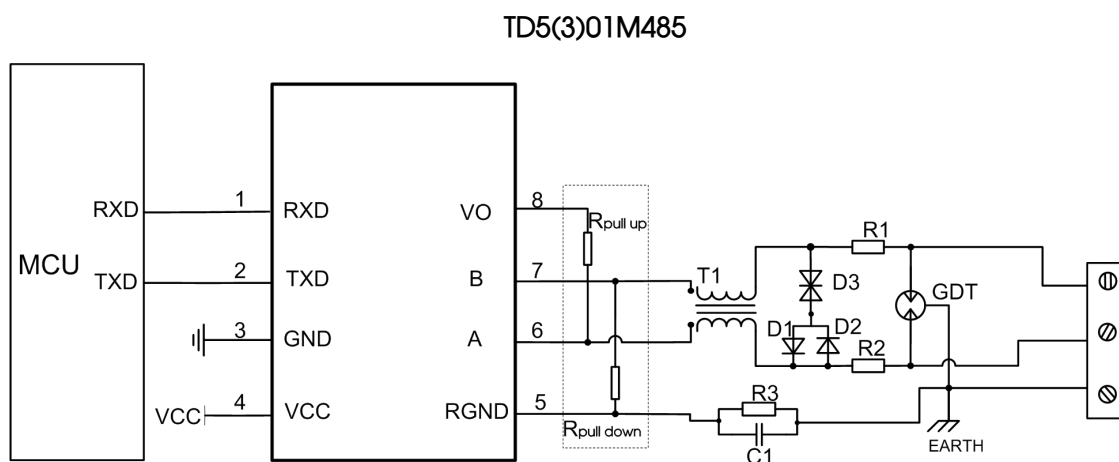 TD5(3)01M485
MCU
RXD
TXD
1
2
3
4
VCC
RXD
TXD
GND
VCC
VO
B
A
RGND
8
7
6
5
Rpull up
Rpull down
T1
D3
D1
D2
R1
R2
GDT
R3
C1
EARTH